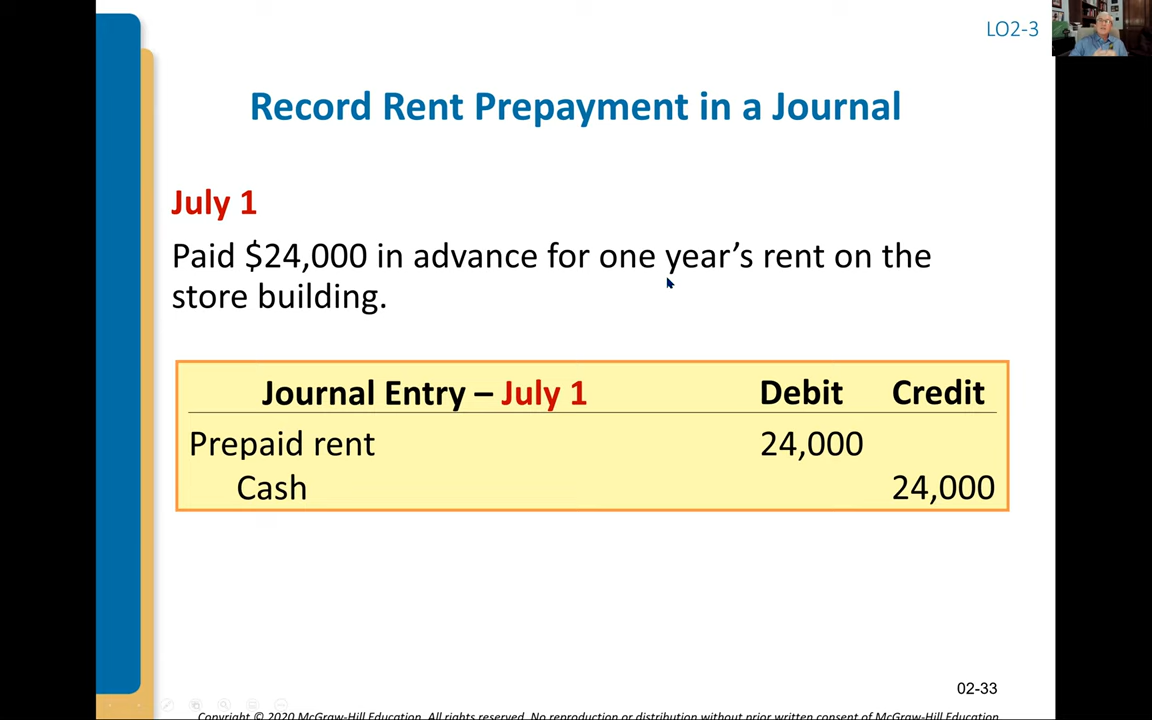 LO2-3
Record Rent Prepayment in a Journal
July 1
Paid $24,000 in advance for one year’s rent on the
store building.
Journal Entry – July 1 Debit Credit
Prepaid rent 24,000
Cash 24,000
02-33
Copyright © 2020 McGraw-Hill Education. All rights reserved. No reproduction or distribution without prior written consent of McGraw-Hill Education.